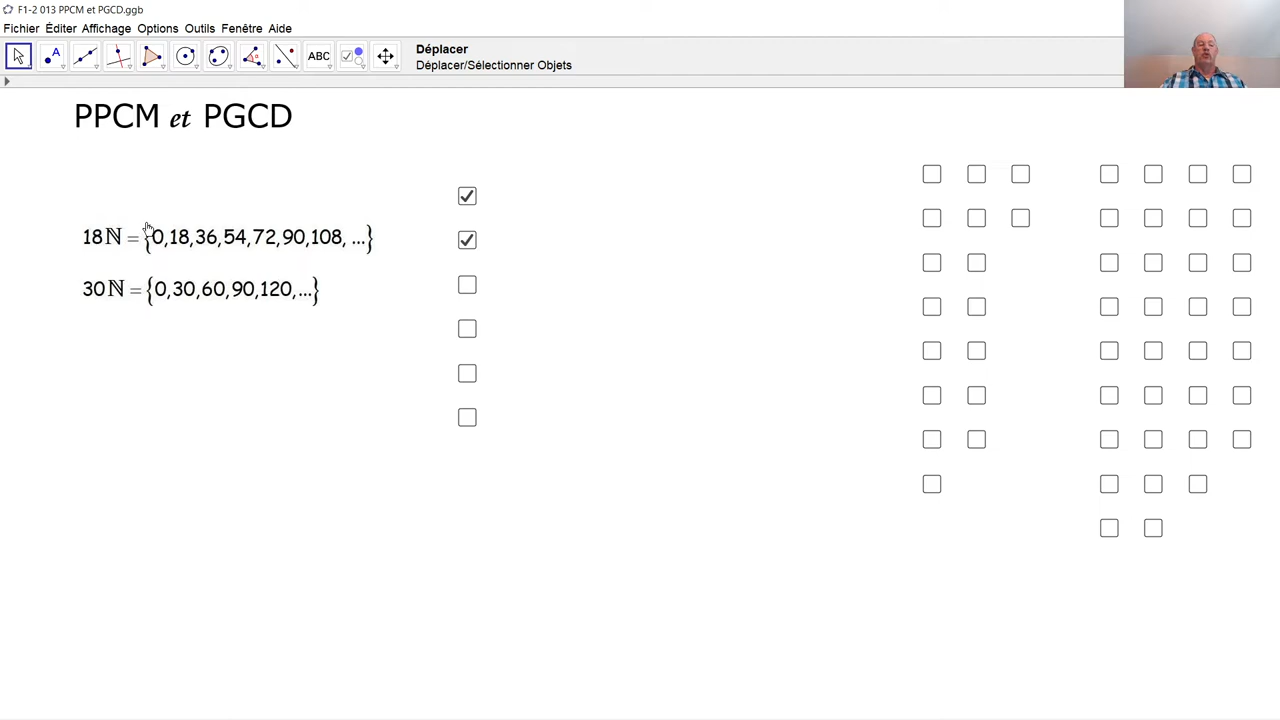 F1-2 013 PPCM et PGCD.ggb
Fichier Éditer Affichage Options Outils Fenêtre Aide
A
ABC
Déplacer
Déplacer/Sélectionner Objets
PPCM et PGCD
18ℕ={0,18,36,54,72,90,108, ...}
30ℕ={0,30,60,90,120,...}